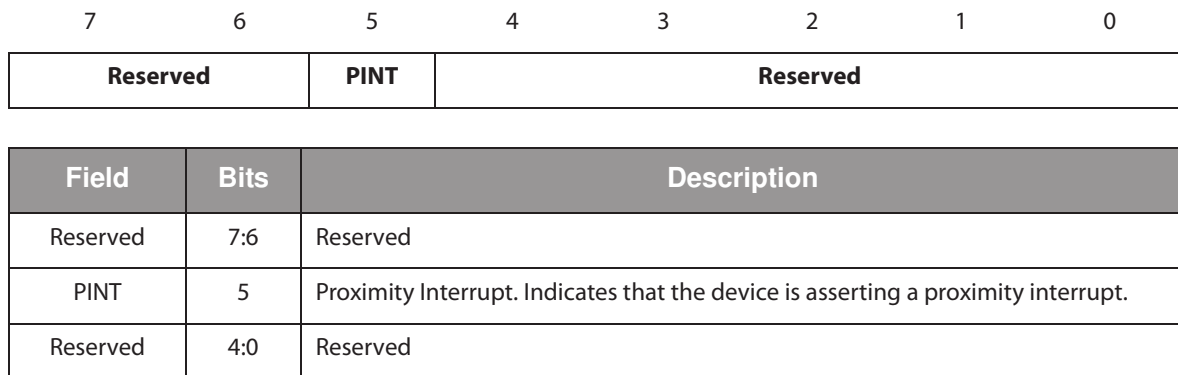 7 6 5 4 3 2 1 0
Reserved PINT Reserved
Field Bits Description
Reserved 7:6 Reserved
PINT 5 Proximity Interrupt. Indicates that the device is asserting a proximity interrupt.
Reserved 4:0 Reserved